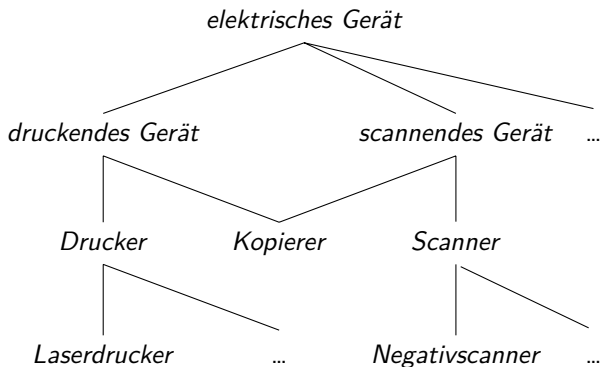 elektrisches Gerät
druckendes Gerät scannendes Gerät ...
Drucker Kopierer Scanner
Laserdrucker ... Negativscanner ...